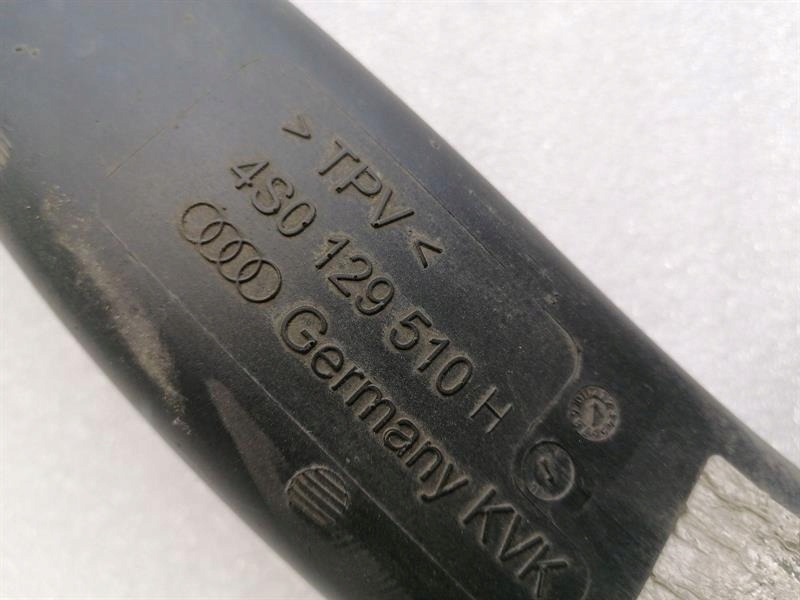 > TPV <
4S0 129 510 H
Germany KVK